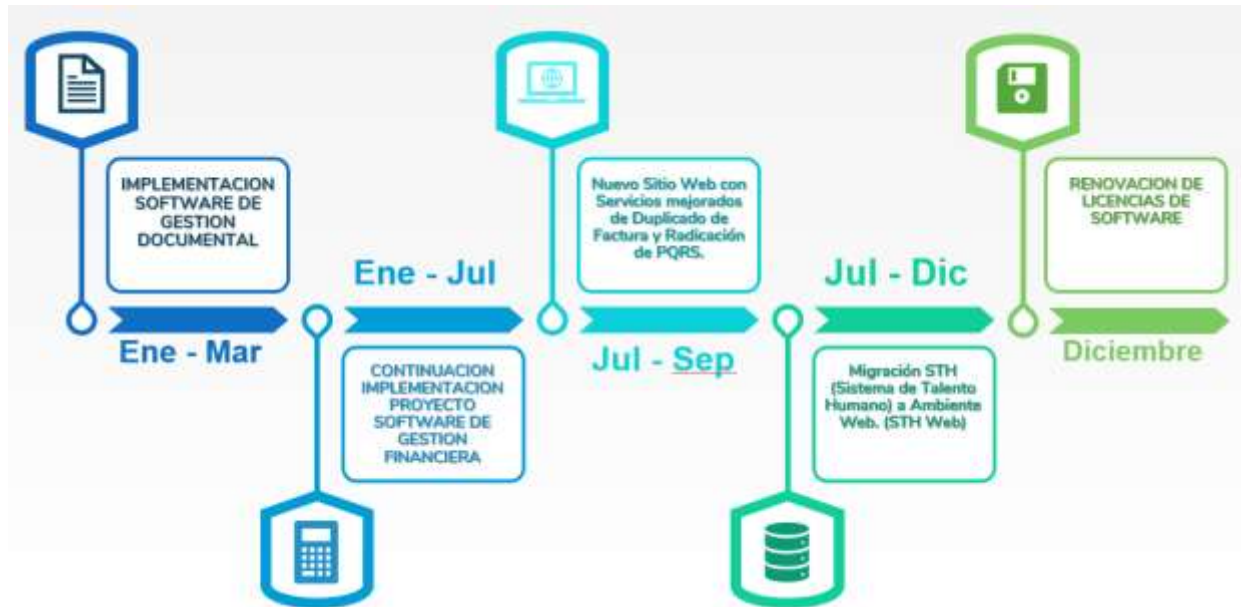 IMPLEMENTACION
SOFTWARE DE
GESTION
DOCUMENTAL
Ene - Mar
Ene - Jul
CONTINUACION
IMPLEMENTACION
PROYECTO
SOFTWARE DE
GESTION
FINANCIERA
Nuevo Sitio Web con
Servicios mejorados
de Duplicado de
Factura y Radicación
de PQRS.
Jul - Sep
Jul - Dic
Migración STH
(Sistema de Talento
Humano) a Ambiente
Web. (STH Web)
RENOVACION DE
LICENCIAS DE
SOFTWARE
Diciembre